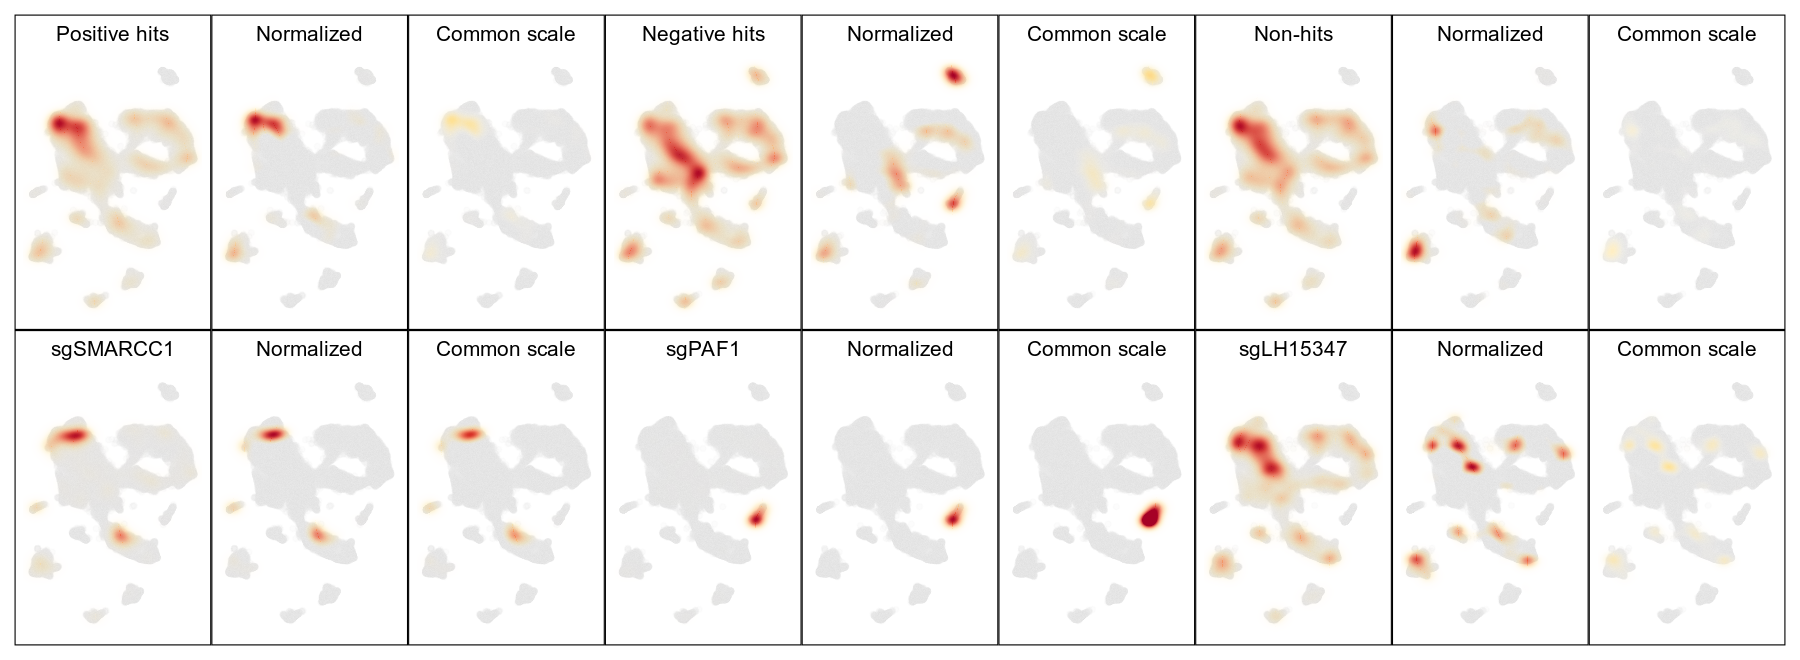 Positive hits
Normalized
Common scale
Negative hits
Normalized
Common scale
Non-hits
Normalized
Common scale
sgSMARCC1
Normalized
Common scale
sgPAF1
Normalized
Common scale
sgLH15347
Normalized
Common scale